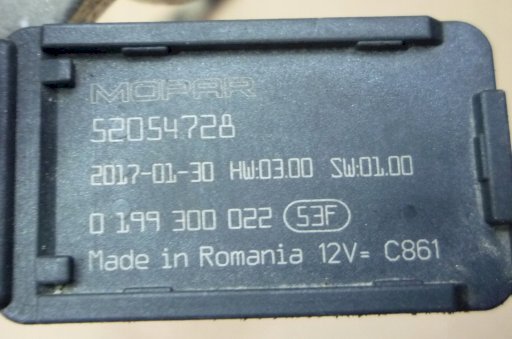 MOPAR
52054728
2017-01-30 HW:03.00 SW:01.00
0 199 300 022 53F
Made in Romania 12V= C861